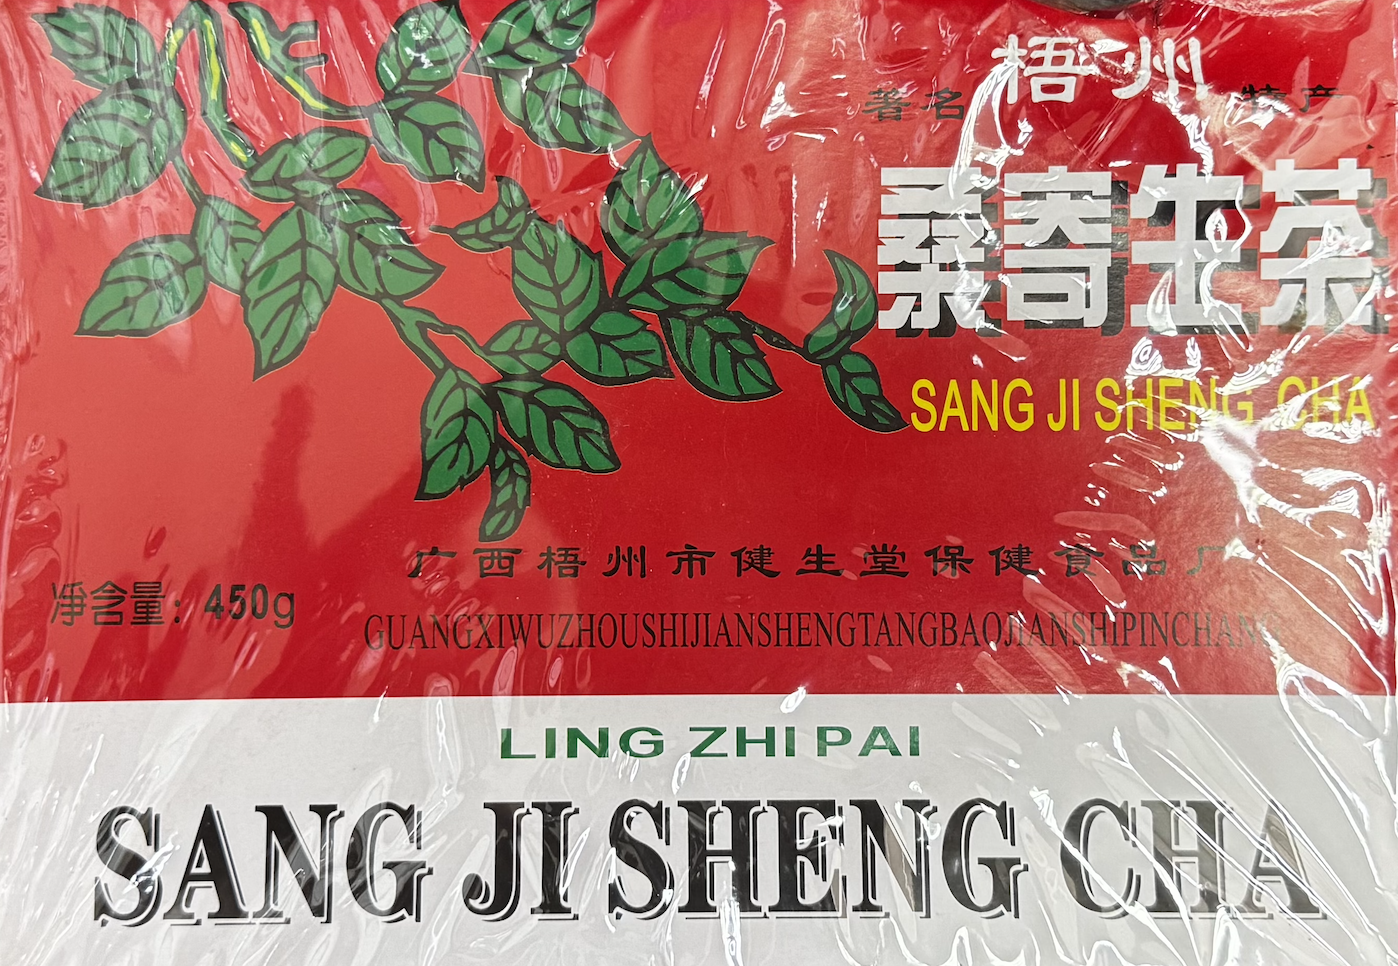 著名 梧州 特产
桑寄生茶
SANG JI SHENG CHA
广西梧州市健生堂保健食品厂
净含量：450g
GUANGXIWUZHOUSHIJIANSHENGTANGBAOJIANSHIPINCHANG
LING ZHI PAI
SANG JI SHENG CHA